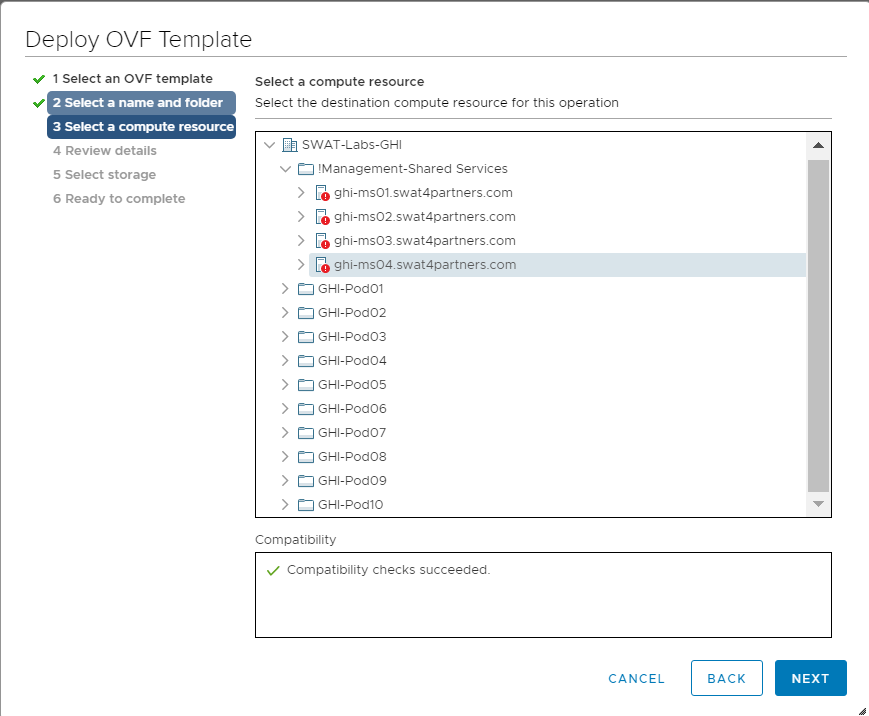 Deploy OVF Template
1 Select an OVF template
2 Select a name and folder
3 Select a compute resource
4 Review details
5 Select storage
6 Ready to complete
Select a compute resource
Select the destination compute resource for this operation
SWAT-Labs-GHI
!Management-Shared Services
ghi-ms01.swat4partners.com
ghi-ms02.swat4partners.com
ghi-ms03.swat4partners.com
ghi-ms04.swat4partners.com
GHI-Pod01
GHI-Pod02
GHI-Pod03
GHI-Pod04
GHI-Pod05
GHI-Pod06
GHI-Pod07
GHI-Pod08
GHI-Pod09
GHI-Pod10
Compatibility
Compatibility checks succeeded.
CANCEL
BACK
NEXT